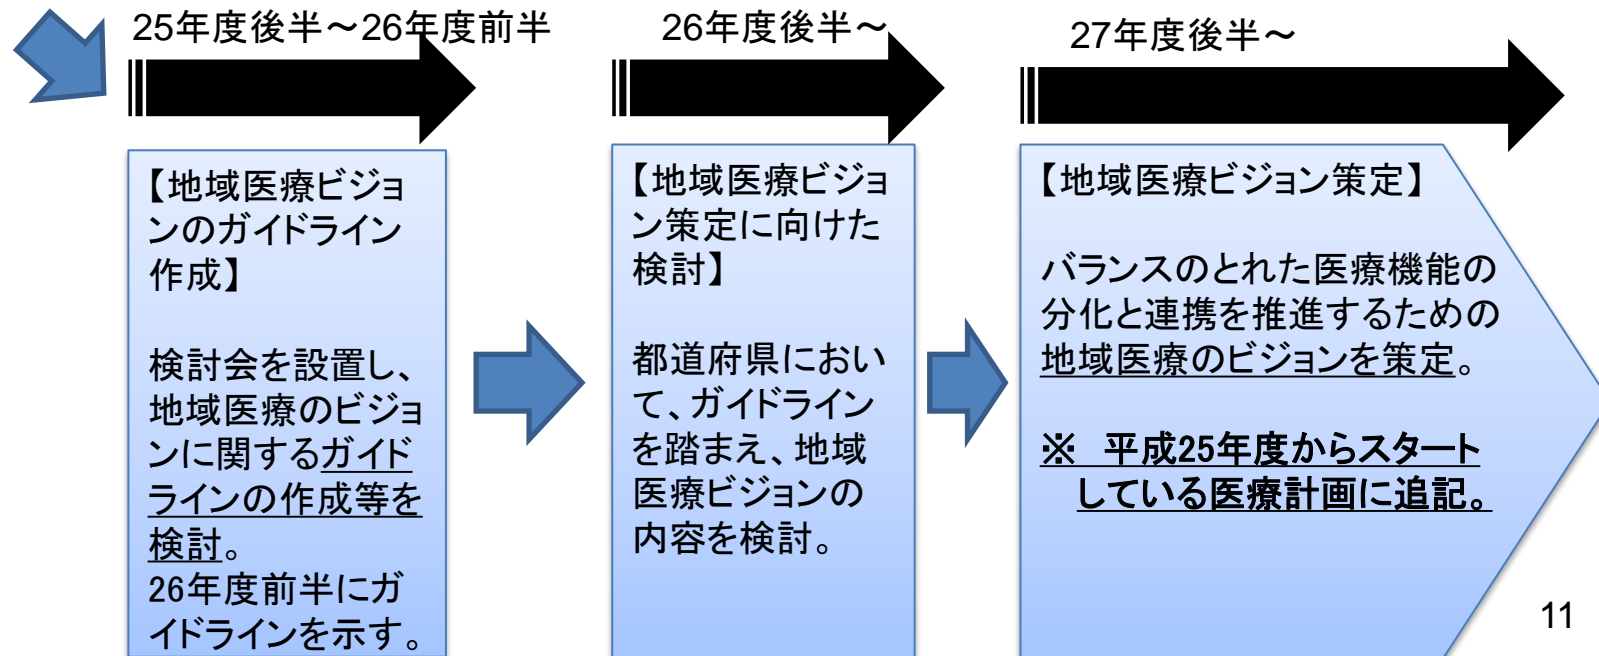 25年度後半～26年度前半
【地域医療ビジョ
ンのガイドライン
作成】
検討会を設置し、
地域医療のビジョ
ンに関するガイド
ラインの作成等を
検討。
26年度前半にガ
イドラインを示す。
26年度後半～
【地域医療ビジョ
ン策定に向けた
検討】
都道府県におい
て、ガイドライン
を踏まえ、地域
医療ビジョンの
内容を検討。
27年度後半～
【地域医療ビジョン策定】
バランスのとれた医療機能の
分化と連携を推進するための
地域医療のビジョンを策定。
※　平成25年度からスタート
している医療計画に追記。
11